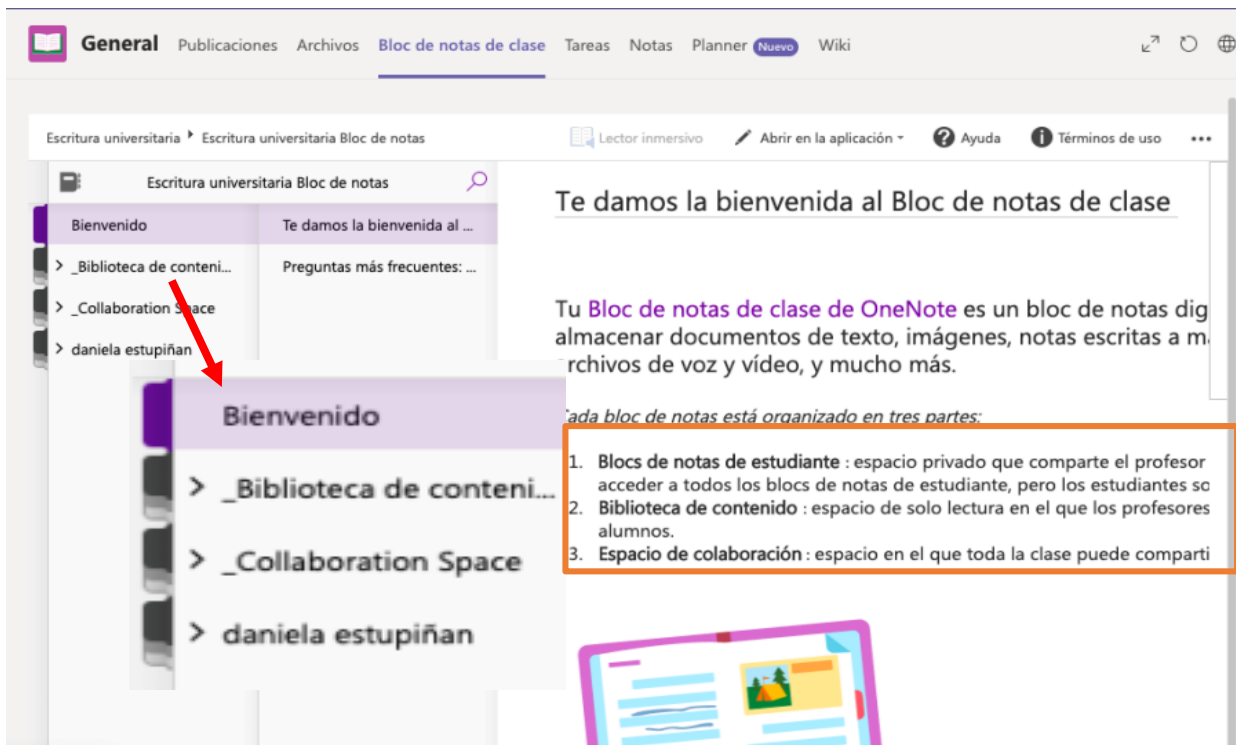 General Publicaciones Archivos Bloc de notas de clase Tareas Notas Planner Nuevo Wiki
Escritura universitaria Escritura universitaria Bloc de notas Lector inmersivo Abrir en la aplicación Ayuda Términos de uso
Escritura universitaria Bloc de notas
Bienvenido
_Biblioteca de conteni...
_Collaboration Space
daniela estupiñan
Te damos la bienvenida al ...
Preguntas más frecuentes: ...
Bienvenido
_Biblioteca de conteni...
_Collaboration Space
daniela estupiñan
Te damos la bienvenida al Bloc de notas de clase
Tu Bloc de notas de clase de OneNote es un bloc de notas dig
almacenar documentos de texto, imágenes, notas escritas a m
archivos de voz y vídeo, y mucho más.
Cada bloc de notas está organizado en tres partes:
1. Blocs de notas de estudiante : espacio privado que comparte el profesor
acceder a todos los blocs de notas de estudiante, pero los estudiantes so
2. Biblioteca de contenido : espacio de solo lectura en el que los profesores
alumnos.
3. Espacio de colaboración : espacio en el que toda la clase puede comparti